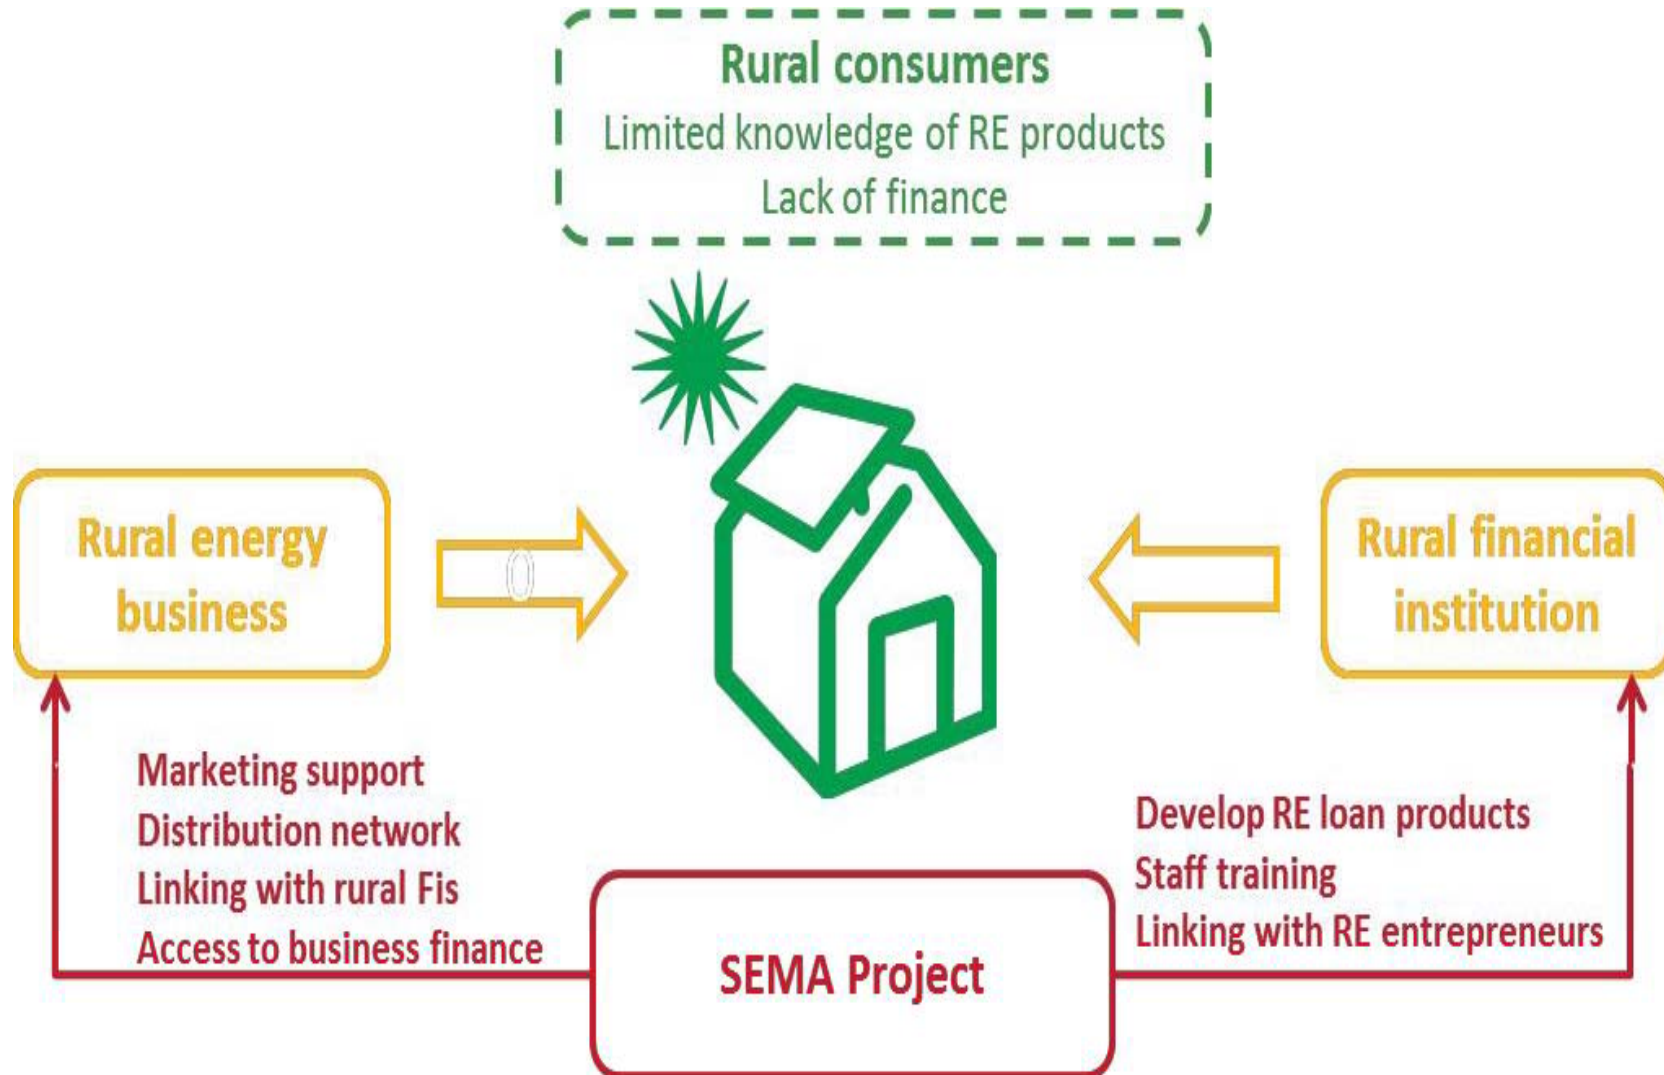 Rural consumers
Limited knowledge of RE products
Lack of finance
Rural energy
business
Rural financial
institution
Marketing support
Distribution network
Linking with rural Fis
Access to business finance
Develop RE loan products
Staff training
Linking with RE entrepreneurs
SEMA Project